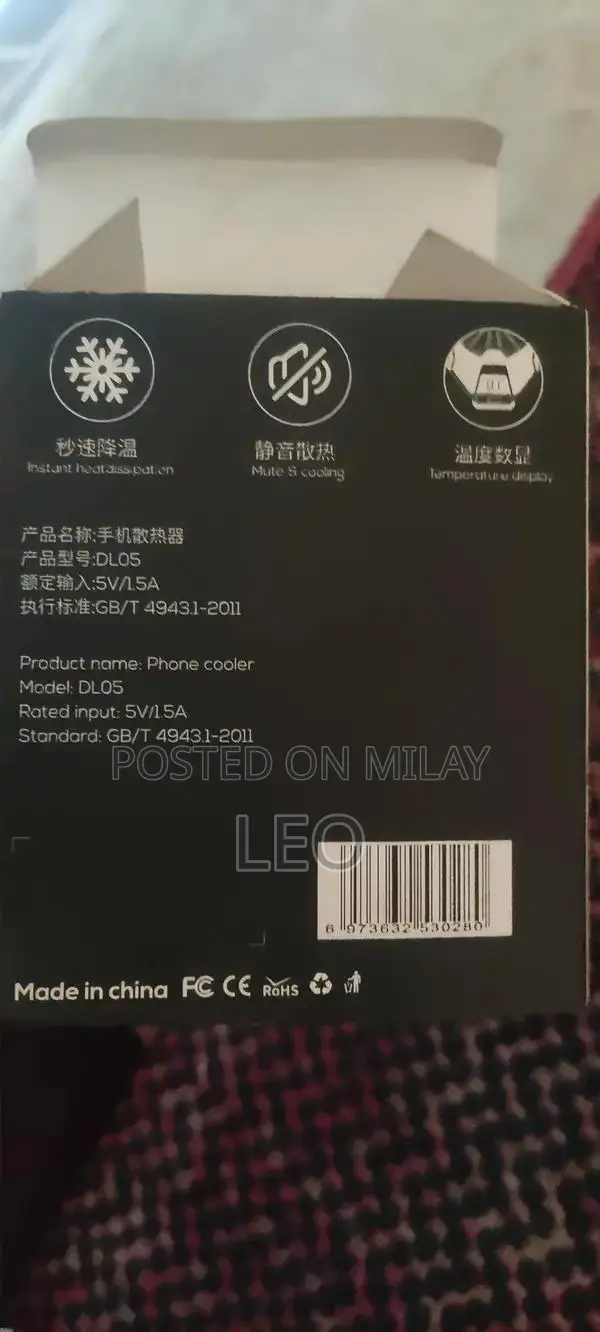 秒速降温
Instant heatdissipation
静音散热
Mute & cooling
温度数显
Temperature display
产品名称:手机散热器
产品型号:DL05
额定输入:5V/1.5A
执行标准:GB/T 4943.1-2011
Product name: Phone cooler
Model: DL05
Rated input: 5V/1.5A
Standard: GB/T 4943.1-2011
POSTED ON MILAY
LEO
6 973632 530280
Made in china FC CE RoHS